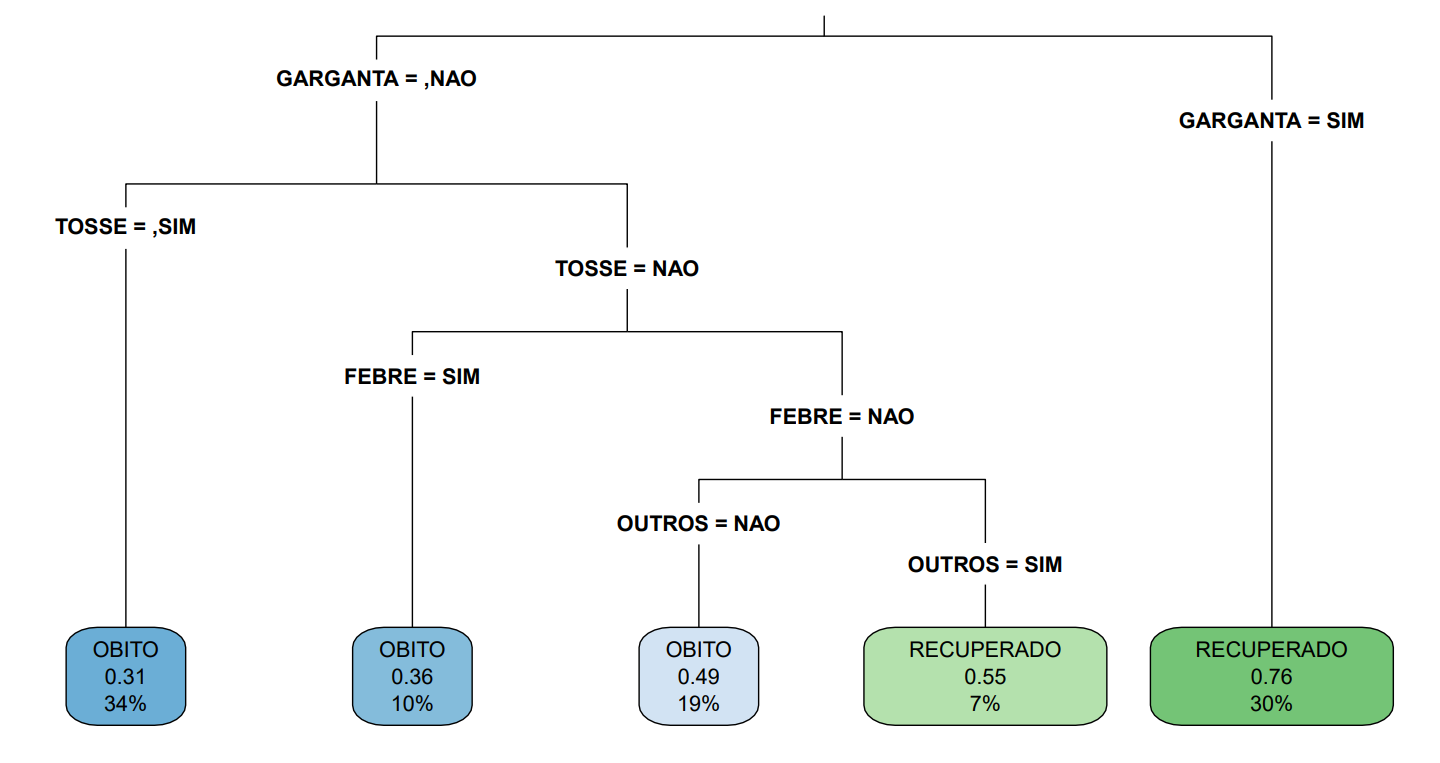 GARGANTA = ,NAO
GARGANTA = SIM
TOSSE = ,SIM
TOSSE = NAO
FEBRE = SIM
FEBRE = NAO
OUTROS = NAO
OUTROS = SIM
OBITO
0.31
34%
OBITO
0.36
10%
OBITO
0.49
19%
RECUPERADO
0.55
7%
RECUPERADO
0.76
30%